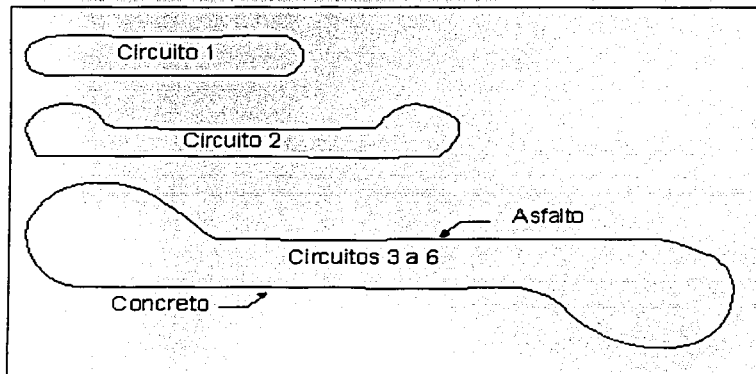 Circuito 1
Circuito 2
Asfalto
Circuitos 3 a 6
Concreto